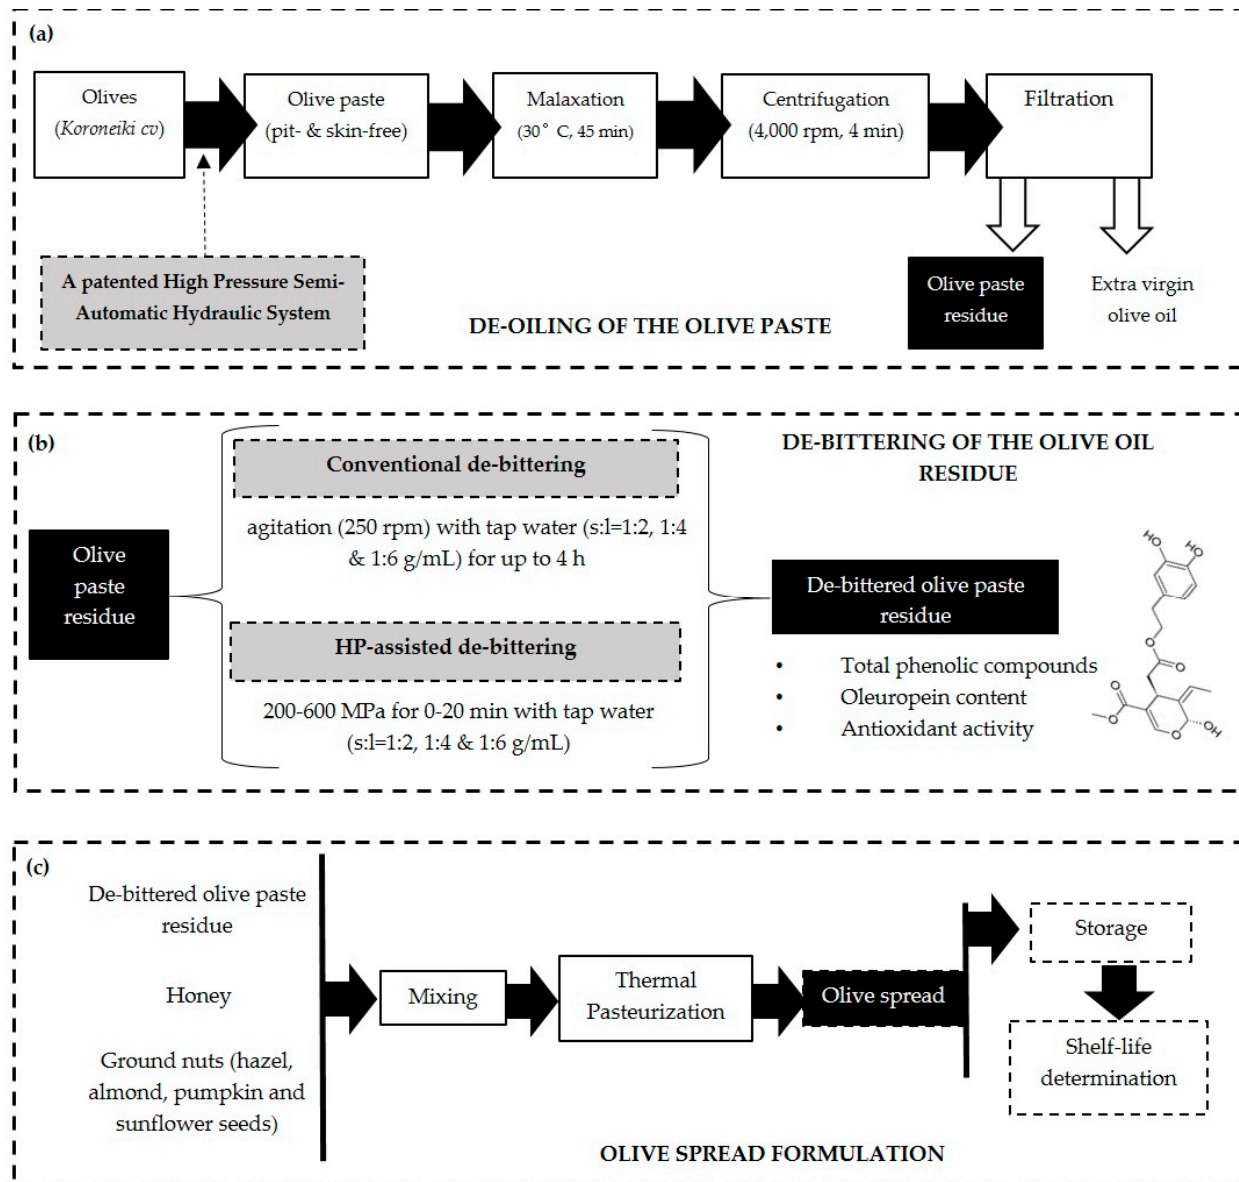 (a)
Olives
(Koroneiki cv)
Olive paste
(pit- & skin-free)
Malaxation
(30° C, 45 min)
Centrifugation
(4,000 rpm, 4 min)
Filtration
A patented High Pressure Semi-
Automatic Hydraulic System
DE-OILING OF THE OLIVE PASTE
Olive paste
residue
Extra virgin
olive oil
(b)
Olive
paste
residue
Conventional de-bittering
agitation (250 rpm) with tap water (s:l=1:2, 1:4
& 1:6 g/mL) for up to 4 h
HP-assisted de-bittering
200-600 MPa for 0-20 min with tap water
(s:l=1:2, 1:4 & 1:6 g/mL)
DE-BITTERING OF THE OLIVE OIL
RESIDUE
De-bittered olive paste
residue
• Total phenolic compounds
• Oleuropein content
• Antioxidant activity
HO
HO
O
O
O
O
O
O
OH
(c)
De-bittered olive paste
residue
Honey
Ground nuts (hazel,
almond, pumpkin and
sunflower seeds)
Mixing
Thermal
Pasteurization
Olive spread
Storage
Shelf-life
determination
OLIVE SPREAD FORMULATION